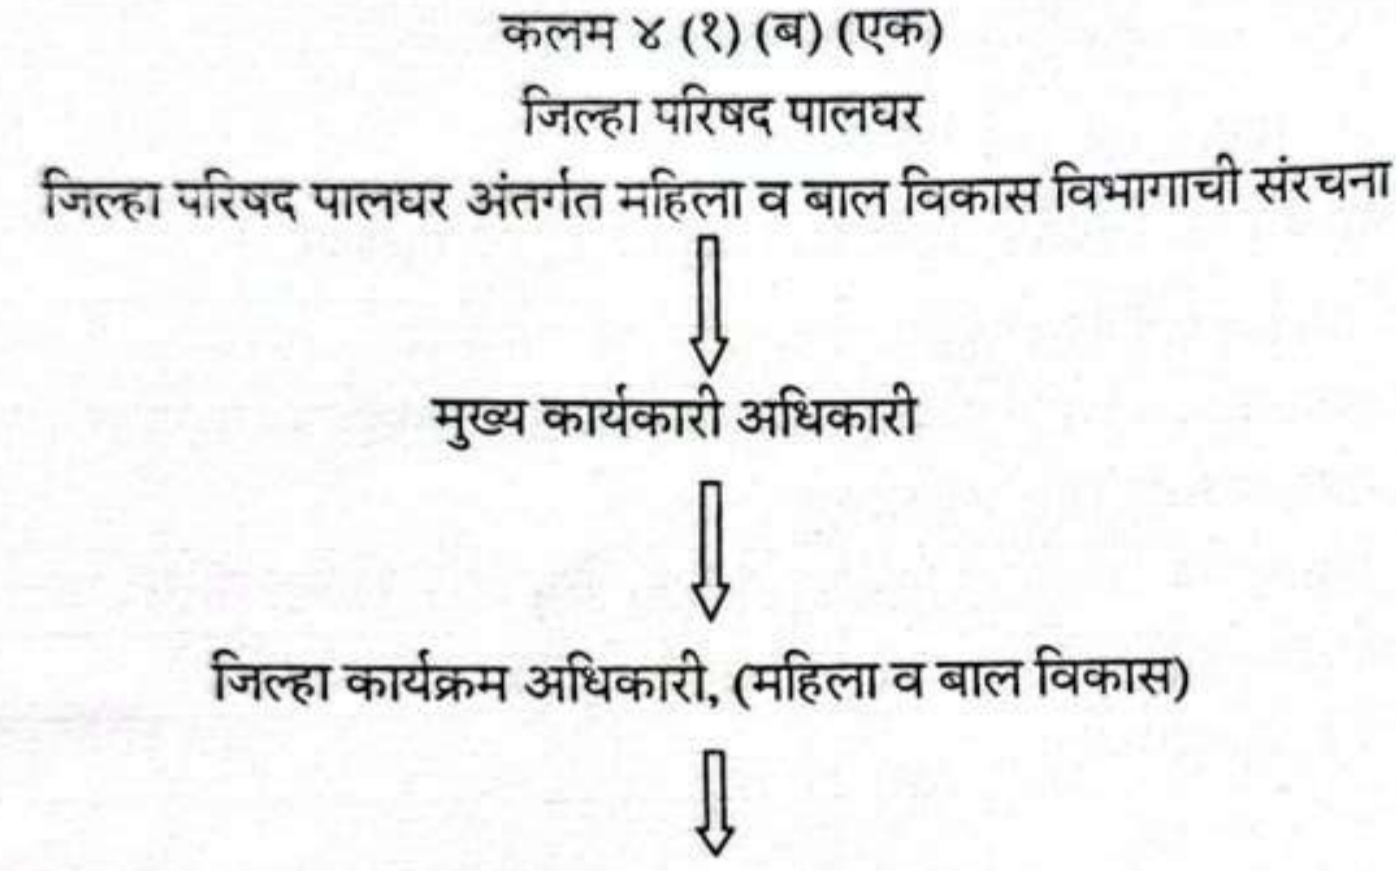 कलम ४ (१) (ब) (एक)
जिल्हा परिषद पालघर
जिल्हा परिषद पालघर अंतर्गत महिला व बाल विकास विभागाची संरचना
मुख्य कार्यकारी अधिकारी
जिल्हा कार्यक्रम अधिकारी, (महिला व बाल विकास)